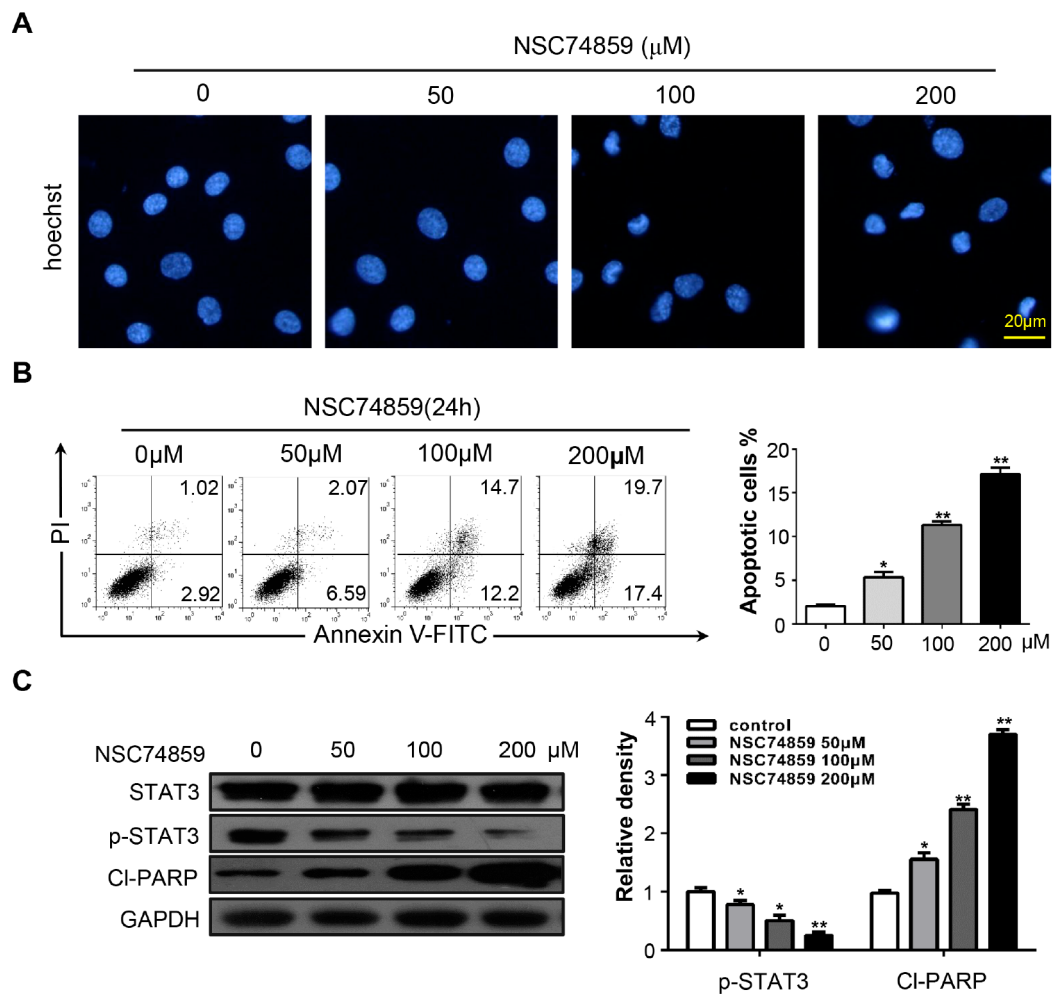 A
NSC74859 (μM)
0 50 100 200
hoechst
20μm
B
NSC74859(24h)
0μM 50μM 100μM 200μM
1.02 2.07 14.7 19.7
PI
2.92 6.59 12.2 17.4
Annexin V-FITC
Apoptotic cells %
20
15
10
5
0
* ** **
0 50 100 200 μM
C
NSC74859 0 50 100 200 μM
STAT3
p-STAT3
Cl-PARP
GAPDH
Relative density
4
3
2
1
0
control
NSC74859 50μM
NSC74859 100μM
NSC74859 200μM
* * ** * ** **
p-STAT3 Cl-PARP